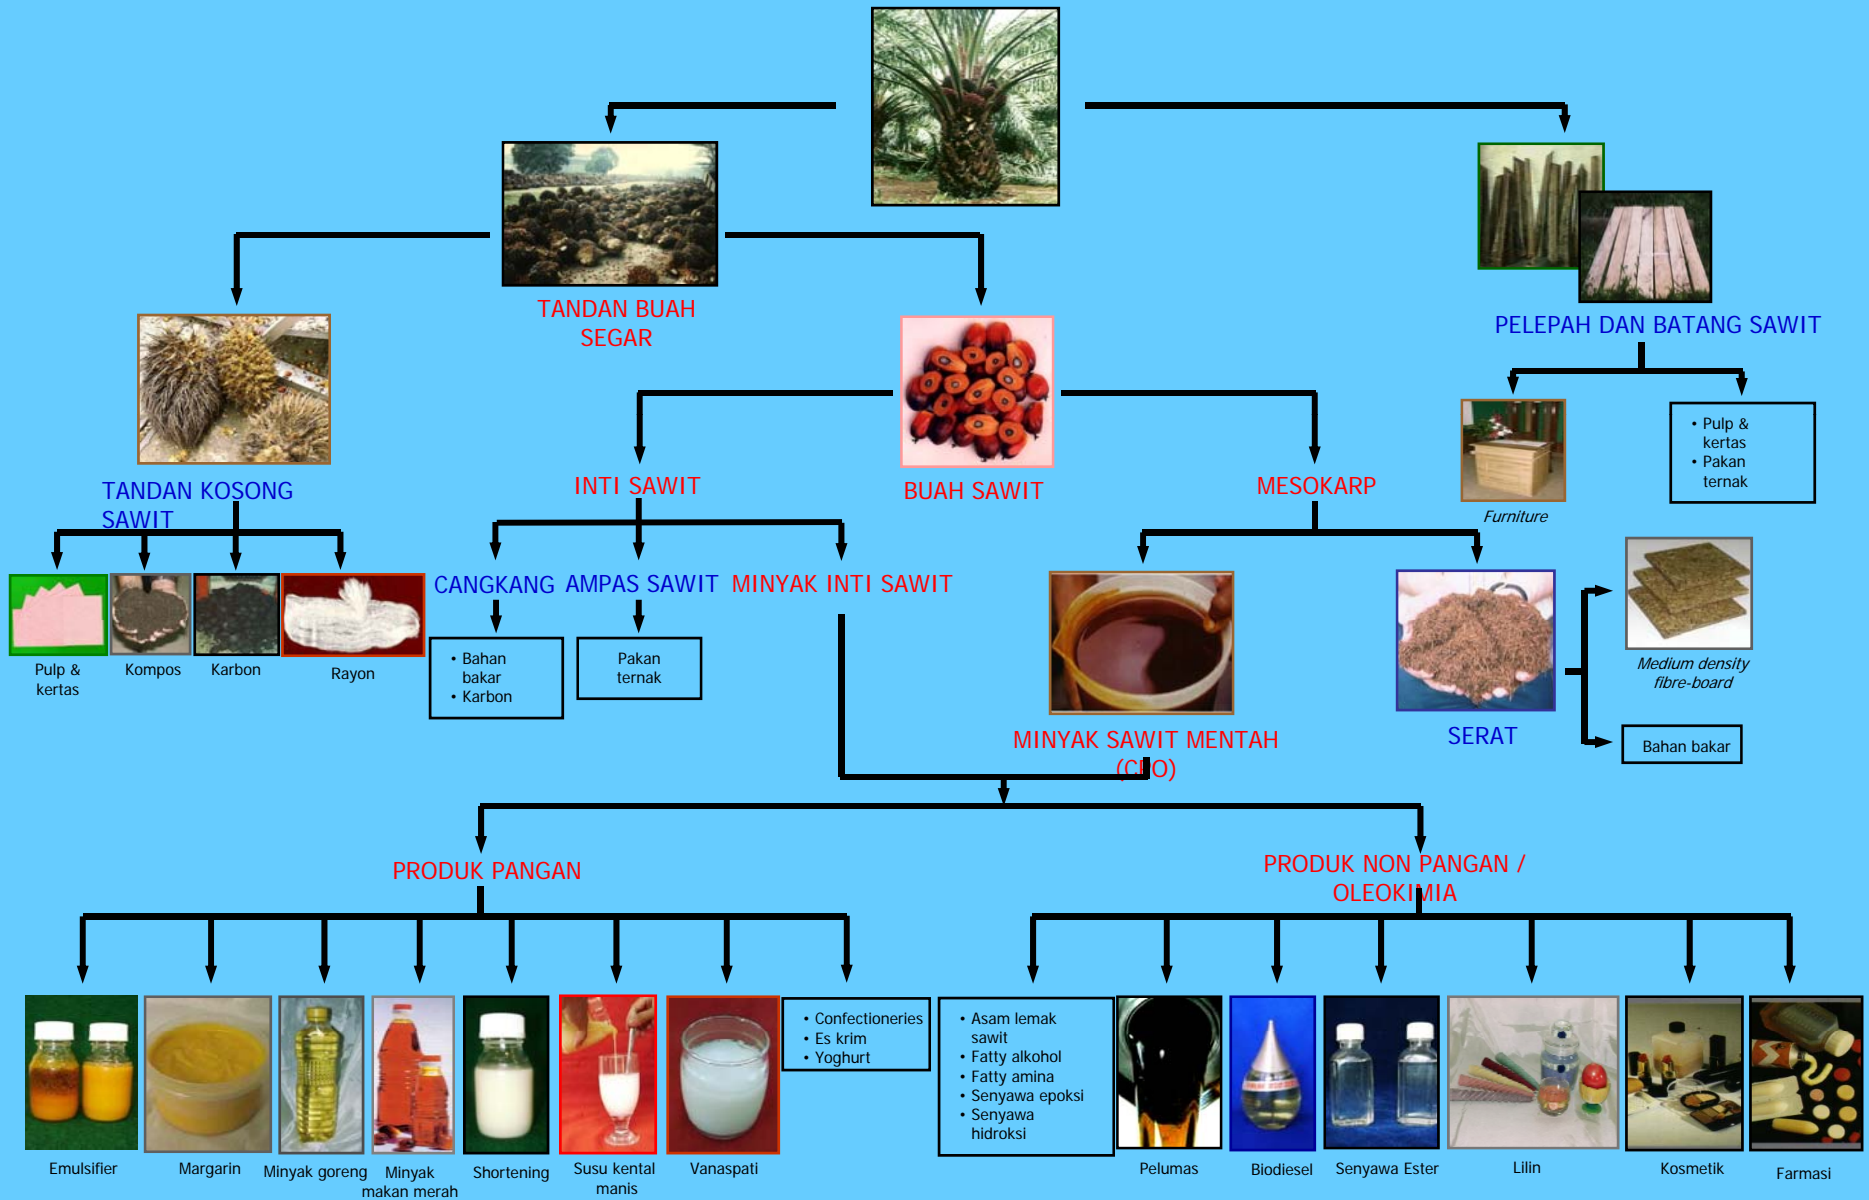 TANDAN BUAH
SEGAR
PELEPAH DAN BATANG SAWIT
• Pulp &
kertas
• Pakan
ternak
Furniture
TANDAN KOSONG
SAWIT
INTI SAWIT
BUAH SAWIT
MESOKARP
CANGKANG
AMPAS SAWIT
MINYAK INTI SAWIT
Pulp &
kertas
Kompos
Karbon
Rayon
• Bahan
bakar
• Karbon
Pakan
ternak
Medium density
fibre-board
MINYAK SAWIT MENTAH
(CPO)
SERAT
Bahan bakar
PRODUK PANGAN
PRODUK NON PANGAN /
OLEOKIMIA
• Confectioneries
• Es krim
• Yoghurt
• Asam lemak
sawit
• Fatty alkohol
• Fatty amina
• Senyawa epoksi
• Senyawa
hidroksi
Emulsifier
Margarin
Minyak goreng
Minyak
makan merah
Shortening
Susu kental
manis
Vanaspati
Pelumas
Biodiesel
Senyawa Ester
Lilin
Kosmetik
Farmasi